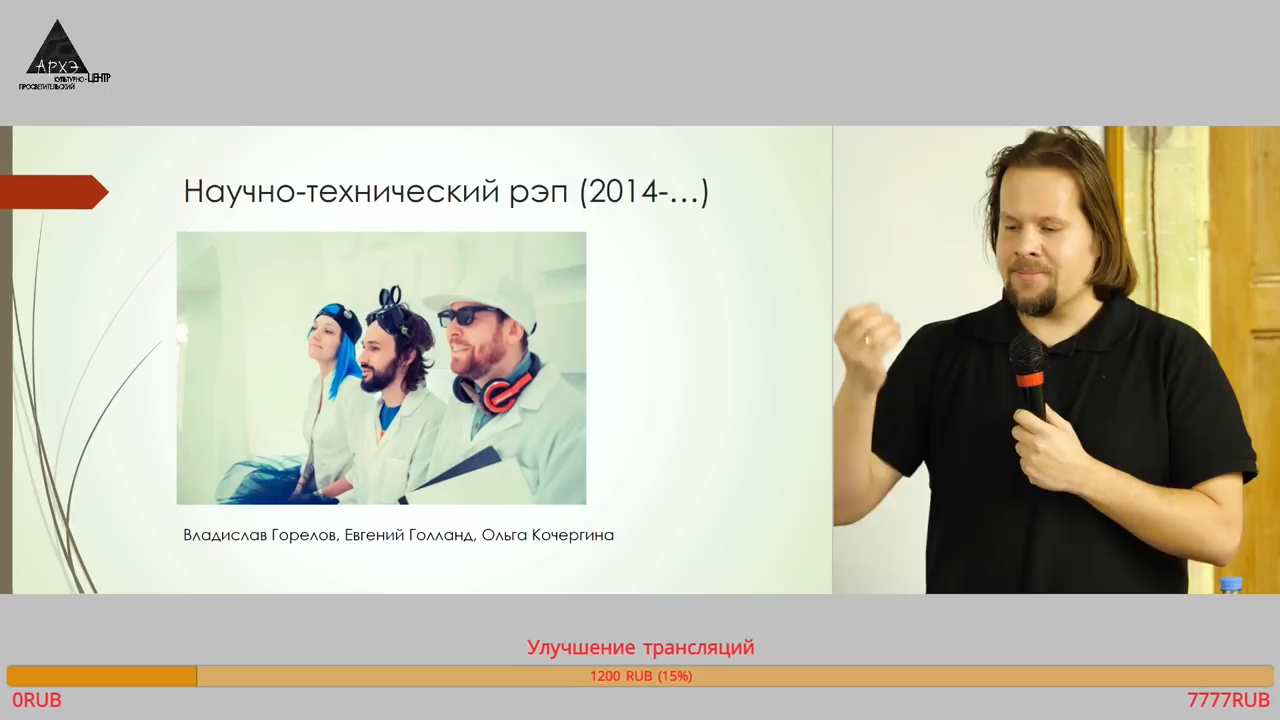 АРХЭ
КУЛЬТУРНО-ЦЕНТР
ПРОСВЕТИТЕЛЬСКИЙ
Научно-технический рэп (2014-...)
Владислав Горелов, Евгений Голланд, Ольга Кочергина
Улучшение трансляций
1200 RUB (15%)
0RUB
7777RUB